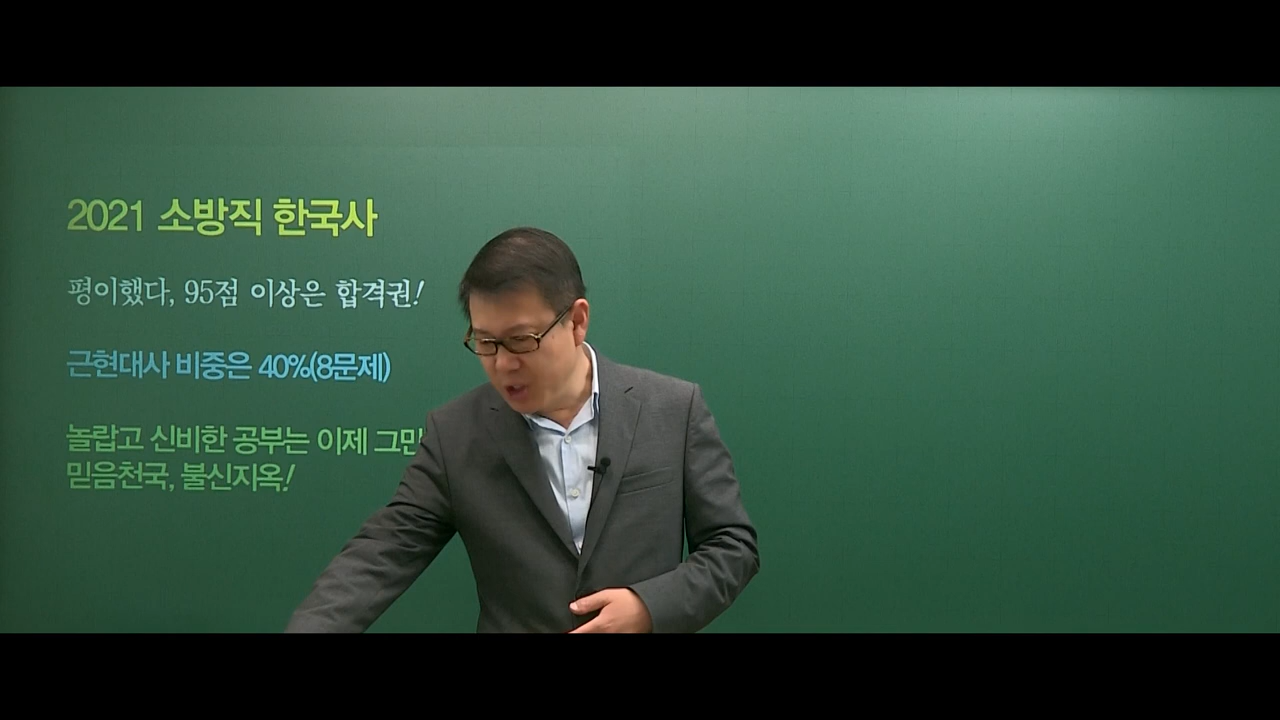 2021 소방직 한국사
평이했다, 95점 이상은 합격권!
근현대사 비중은 40%(8문제)
놀랍고 신비한 공부는 이제 그만
믿음천국, 불신지옥!